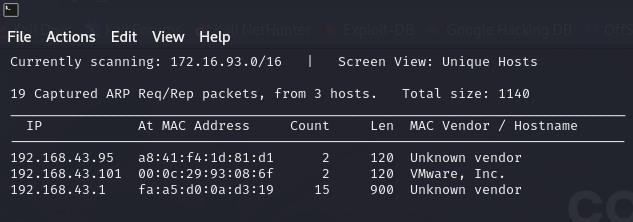 Kali NetHunter Exploit-DB Google Hacking DB OffS
File Actions Edit View Help
Currently scanning: 172.16.93.0/16 | Screen View: Unique Hosts
19 Captured ARP Req/Rep packets, from 3 hosts. Total size: 1140
IP At MAC Address Count Len MAC Vendor / Hostname
192.168.43.95 a8:41:f4:1d:81:d1 2 120 Unknown vendor
192.168.43.101 00:0c:29:93:08:6f 2 120 VMware, Inc.
192.168.43.1 fa:a5:d0:0a:d3:19 15 900 Unknown vendor